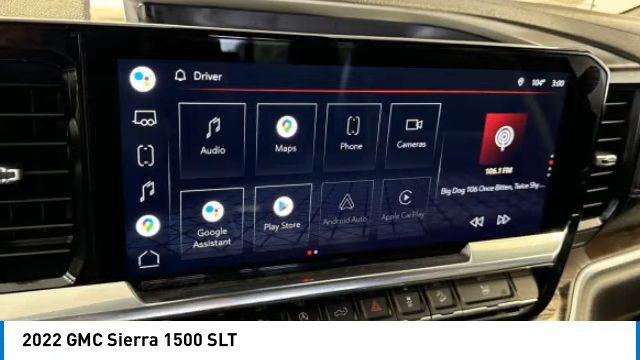 Driver
104° 3:00
Audio
Maps
Phone
Cameras
106.1 FM
Big Dog 106 Once Bitten, Twice Shy ...
Google
Assistant
Play Store
Android Auto
Apple CarPlay
2022 GMC Sierra 1500 SLT